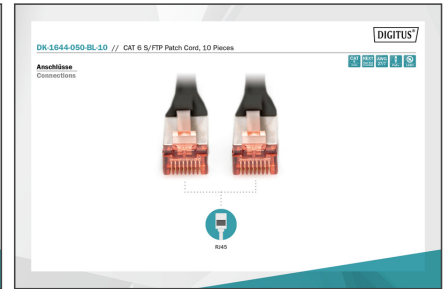 DIGITUS®
DK-1644-050-BL-10 // CAT 6 S/FTP Patch Cord, 10 Pieces
Anschlüsse
Connections
RJ45